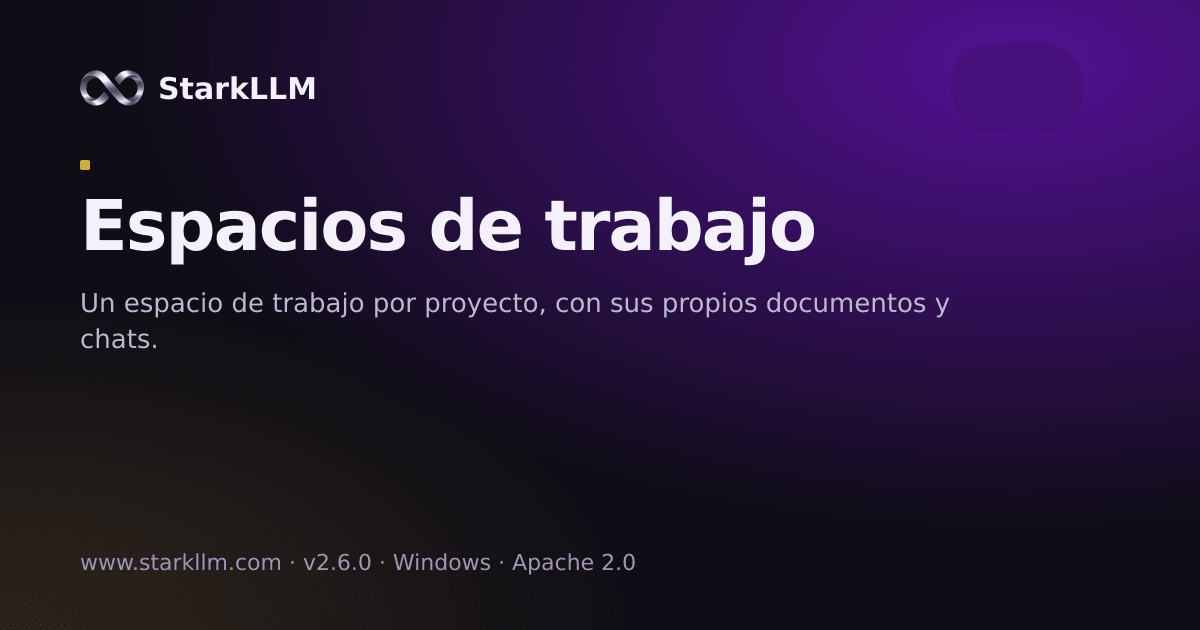 StarkLLM
Espacios de trabajo
Un espacio de trabajo por proyecto, con sus propios documentos y
chats.
www.starkllm.com · v2.6.0 · Windows · Apache 2.0